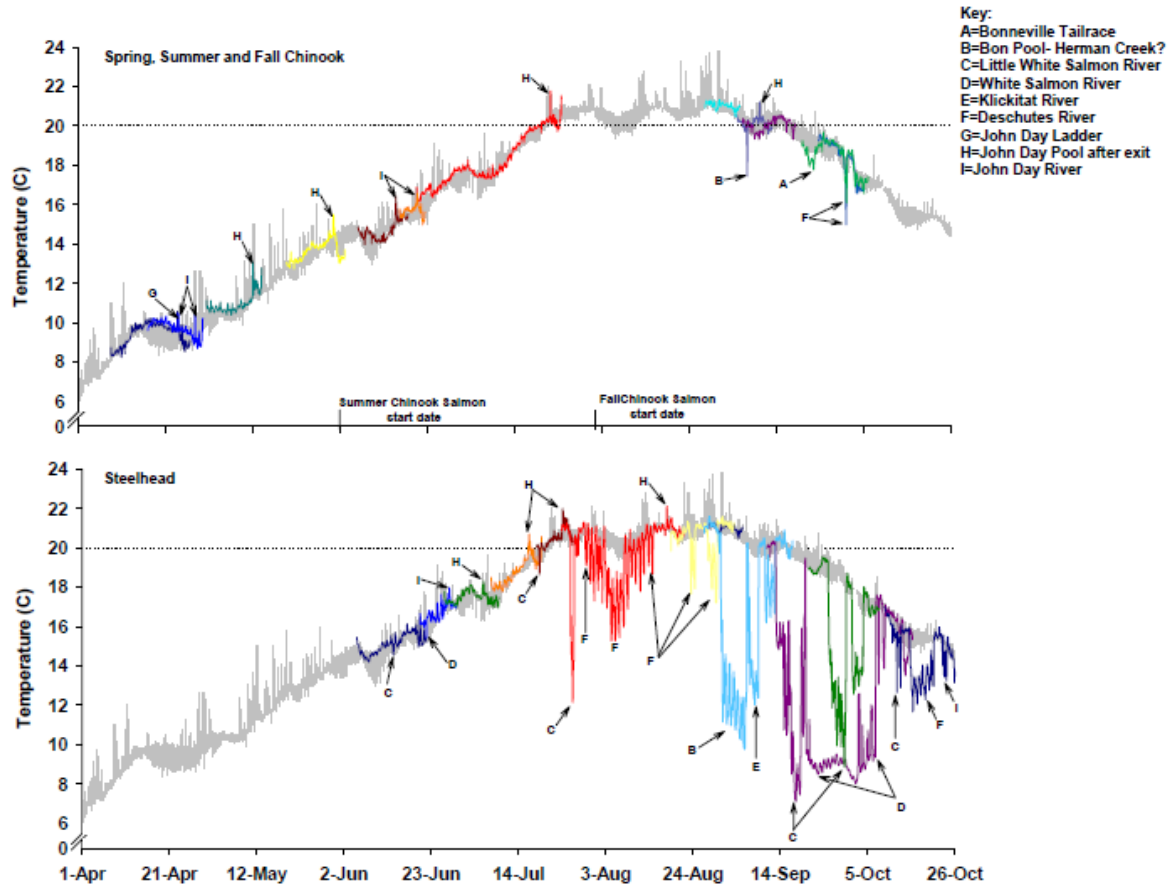 Key:
A=Bonneville Tailrace
B=Bon Pool- Herman Creek?
C=Little White Salmon River
D=White Salmon River
E=Klickitat River
F=Deschutes River
G=John Day Ladder
H=John Day Pool after exit
I=John Day River
Spring, Summer and Fall Chinook
Temperature (C)
24
22
20
18
16
14
12
10
8
6
0
G
I
H
H
I
H
B
H
A
F
Summer Chinook Salmon
start date
FallChinook Salmon
start date
Steelhead
Temperature (C)
24
22
20
18
16
14
12
10
8
6
0
C
I
D
H
H
C
C
F
F
H
F
B
E
C
D
C
F
I
1-Apr
21-Apr
12-May
2-Jun
23-Jun
14-Jul
3-Aug
24-Aug
14-Sep
5-Oct
26-Oct